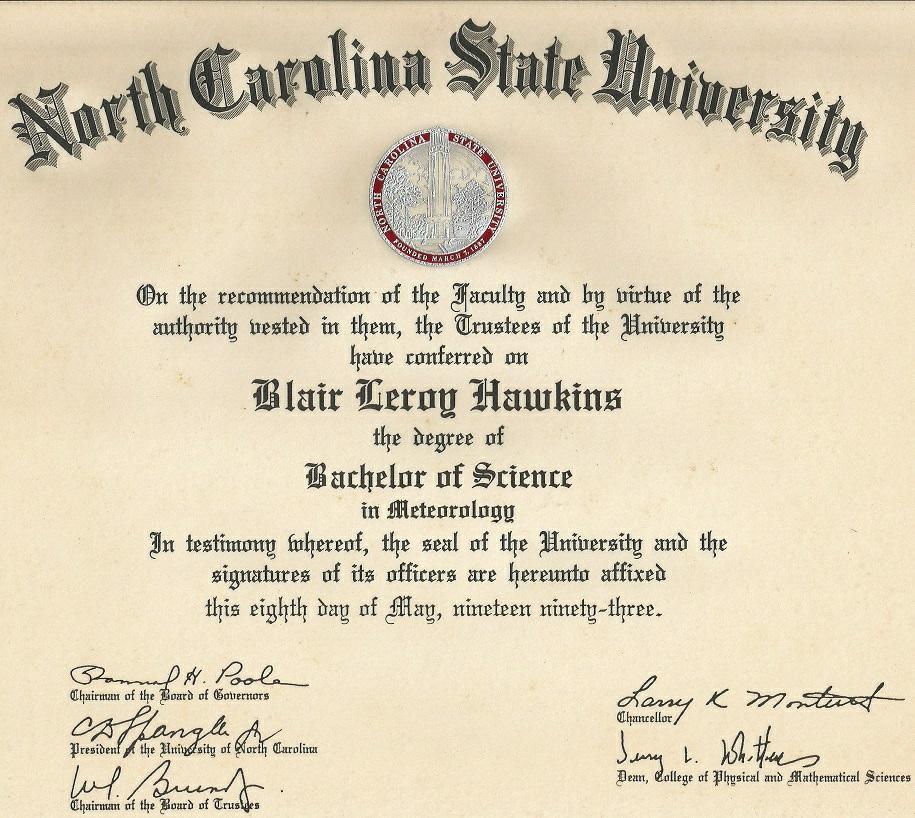 North Carolina State University
NORTH CAROLINA STATE UNIVERSITY
FOUNDED MARCH 7, 1887
On the recommendation of the Faculty and by virtue of the
authority vested in them, the Trustees of the University
have conferred on
Blair Leroy Hawkins
the degree of
Bachelor of Science
in Meteorology
In testimony whereof, the seal of the University and the
signatures of its officers are hereunto affixed
this eighth day of May, nineteen ninety-three.
H. Poole
Chairman of the Board of Governors
CD Spangler Jr
President of the University of North Carolina
Chairman of the Board of Trustees
Larry K Monteith
Chancellor
Jerry L. Whitten
Dean, College of Physical and Mathematical Sciences